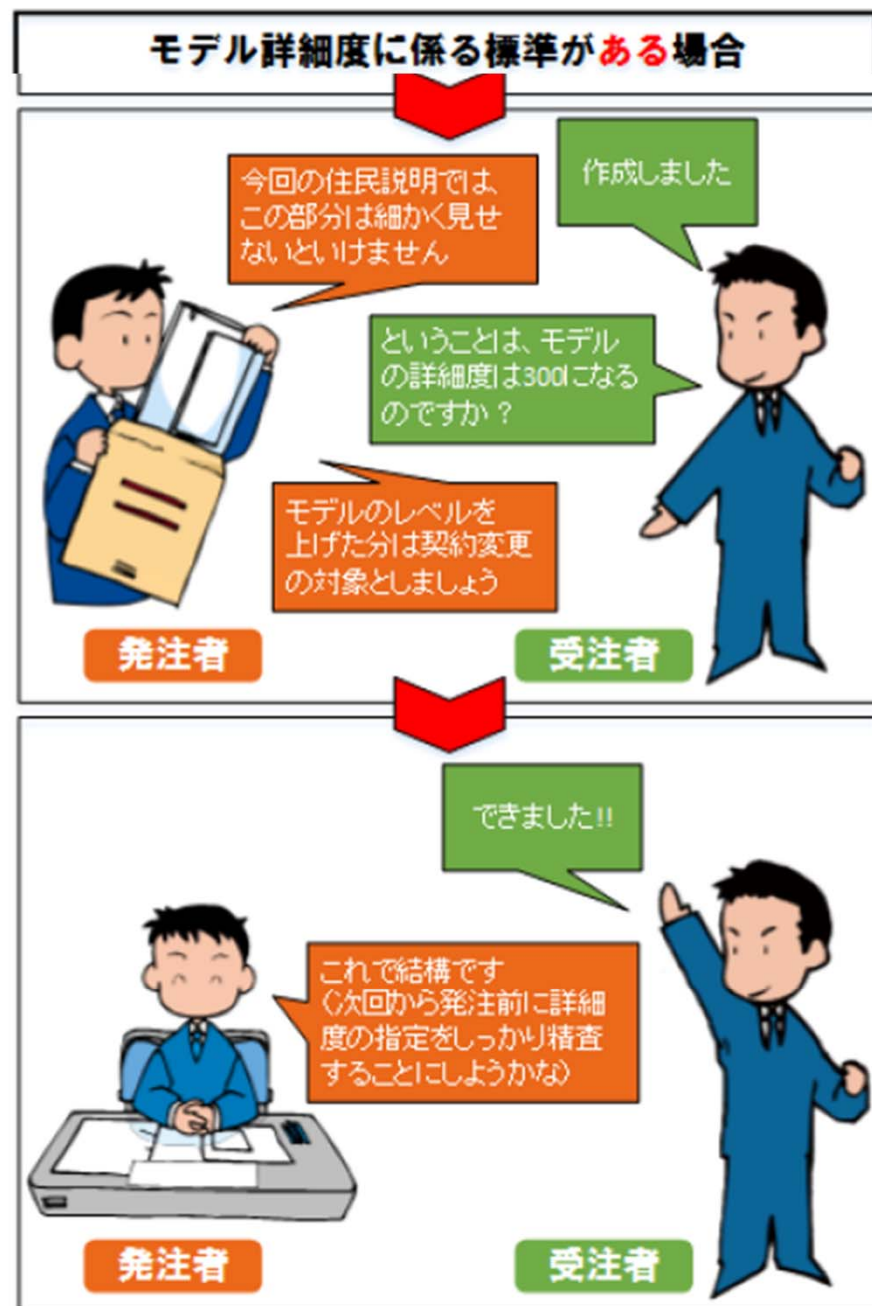 モデル詳細度に係る標準がある場合
作成しました
今回の住民説明では、
この部分は細かく見せ
ないといけません
ということは、モデル
の詳細度は300になる
のですか？
モデルのレベルを
上げた分は契約変更
の対象としましょう
発注者
受注者
できました!!
これで結構です
（次回から発注前に詳細
度の指定をしっかり精査
することにしようかな）
発注者
受注者